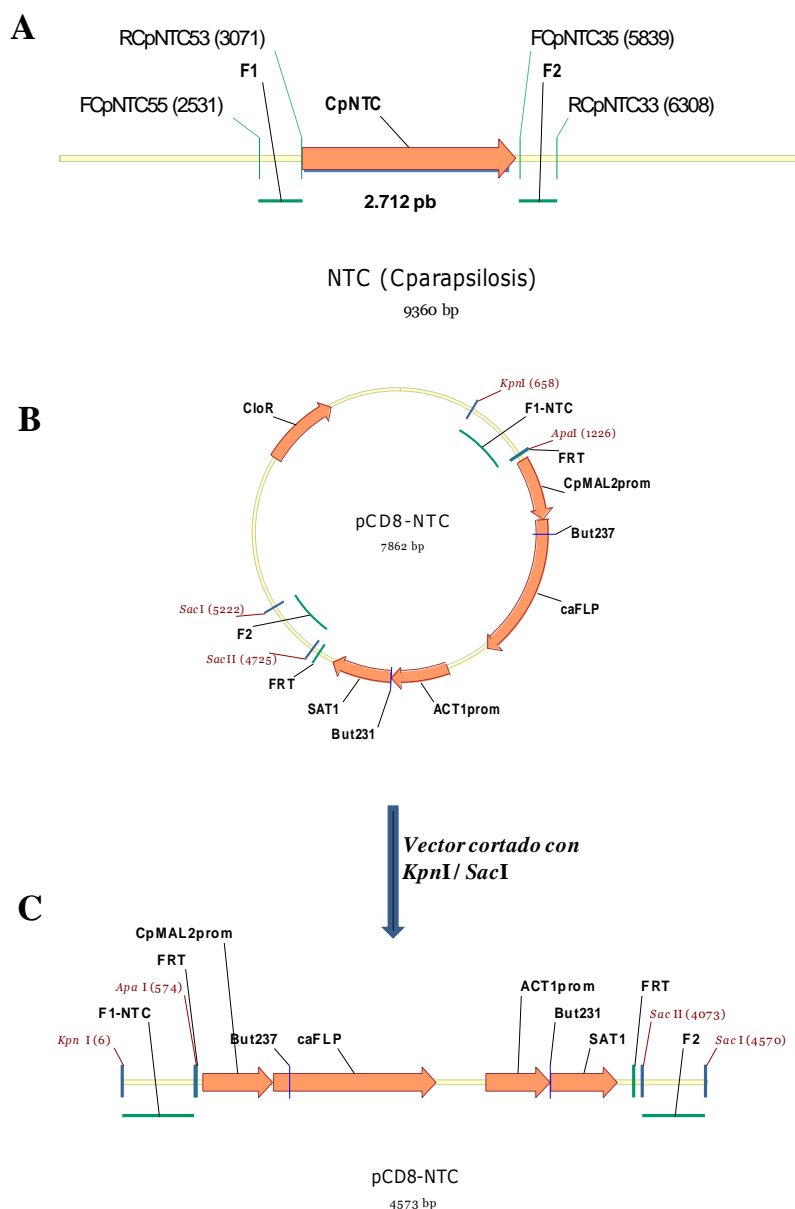 A
RCpNTC53 (3071)
FCpNTC35 (5839)
F1
F2
FCpNTC55 (2531)
CpNTC
RCpNTC33 (6308)
2.712 pb
NTC (Cparapsilosis)
9360 bp
B
KpnI (658)
CloR
F1-NTC
ApaI (1226)
FRT
CpMAL2prom
pCD8-NTC
7862 bp
But237
caFLP
SacI (5222)
F2
SacII (4725)
FRT
SAT1
ACT1prom
But231
Vector cortado con
KpnI / SacI
C
CpMAL2prom
FRT
ACT1prom
FRT
Apa I (574)
But231
Sac II (4073)
F1-NTC
But237
caFLP
SAT1
F2
Kpn I (6)
Sac I (4570)
pCD8-NTC
4573 bp